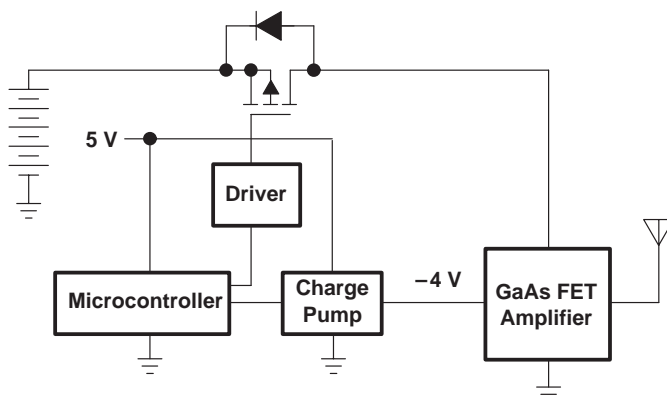 5 V
Driver
Microcontroller
Charge
Pump
–4 V
GaAs FET
Amplifier